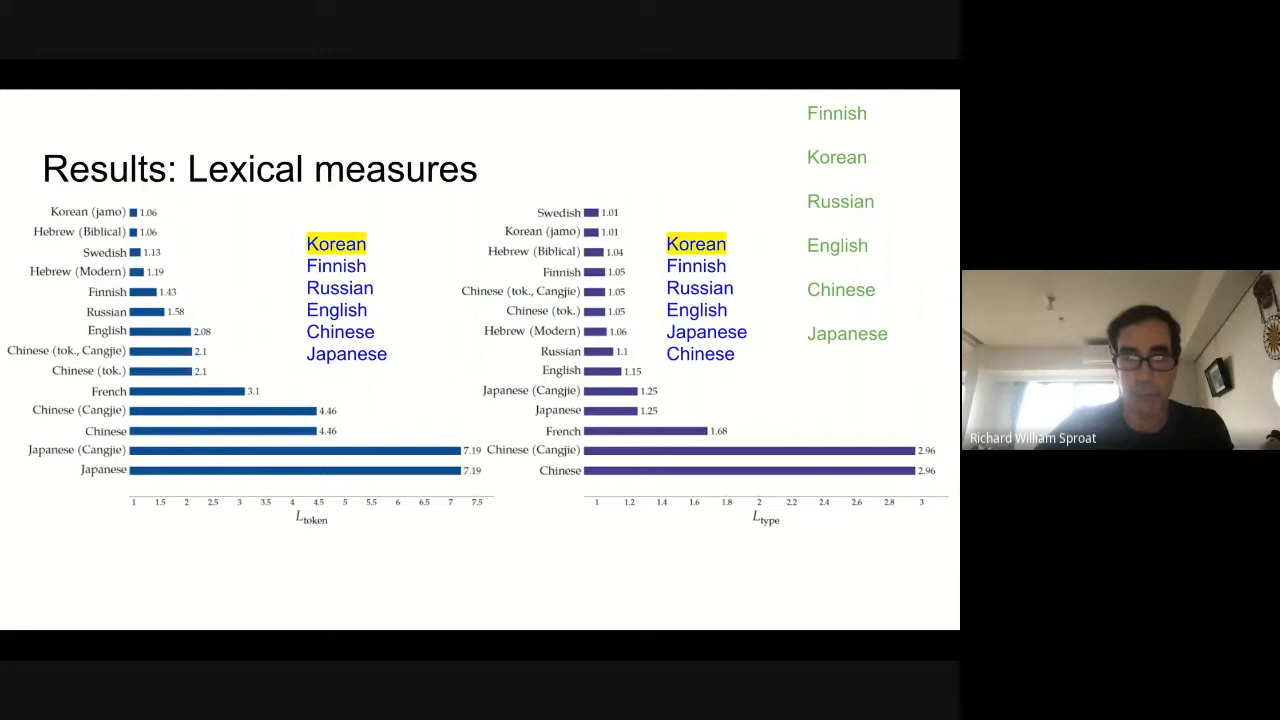 Results: Lexical measures
Korean (jamo) 1.06
Hebrew (Biblical) 1.06
Swedish 1.13
Hebrew (Modern) 1.19
Finnish 1.43
Russian 1.58
English 2.08
Chinese (tok., Cangjie) 2.1
Chinese (tok.) 2.1
French 3.1
Chinese (Cangjie) 4.46
Chinese 4.46
Japanese (Cangjie) 7.19
Japanese 7.19
1 1.5 2 2.5 3 3.5 4 4.5 5 5.5 6 6.5 7 7.5
Ltoken
Korean
Finnish
Russian
English
Chinese
Japanese
Swedish 1.01
Korean (jamo) 1.01
Hebrew (Biblical) 1.04
Finnish 1.05
Chinese (tok., Cangjie) 1.05
Chinese (tok.) 1.05
Hebrew (Modern) 1.06
Russian 1.1
English 1.15
Japanese (Cangjie) 1.25
Japanese 1.25
French 1.68
Chinese (Cangjie) 2.96
Chinese 2.96
1 1.2 1.4 1.6 1.8 2 2.2 2.4 2.6 2.8 3
Ltype
Korean
Finnish
Russian
English
Japanese
Chinese
Finnish
Korean
Russian
English
Chinese
Japanese
Richard William Sproat